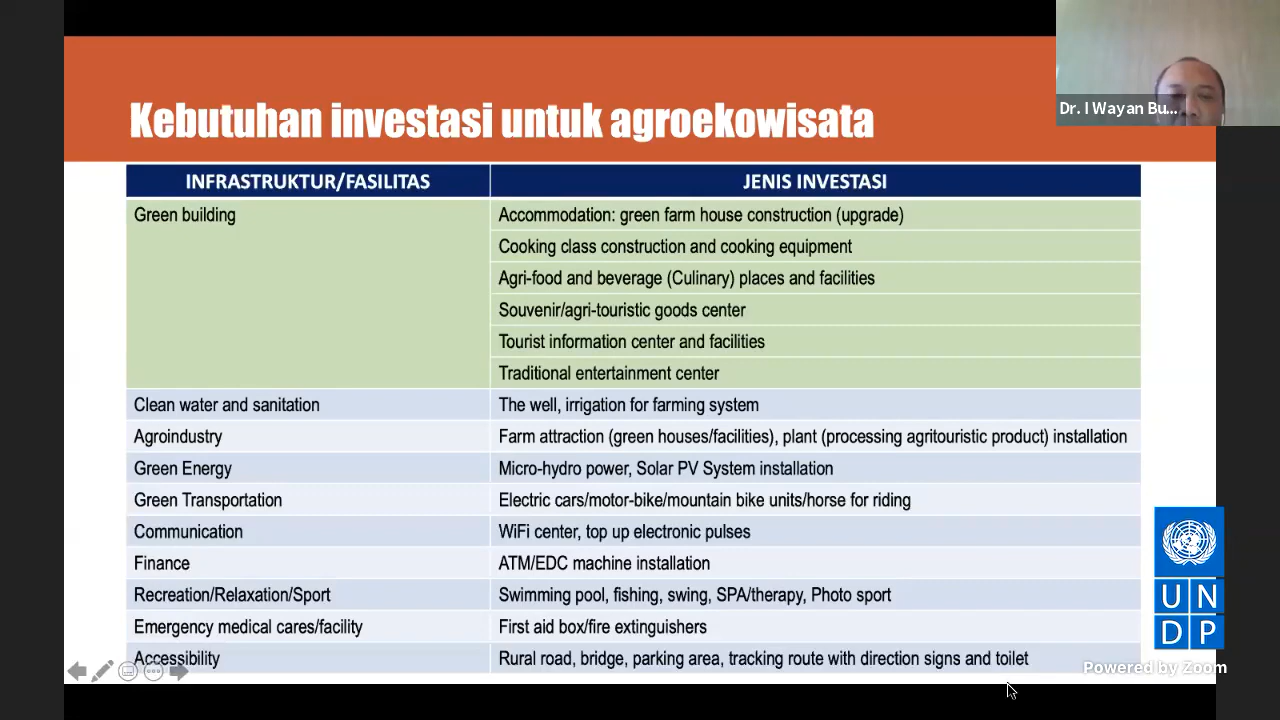 Dr. I Wayan Bu...
Kebutuhan investasi untuk agroekowisata
INFRASTRUKTUR/FASILITAS JENIS INVESTASI
Green building Accommodation: green farm house construction (upgrade)
Cooking class construction and cooking equipment
Agri-food and beverage (Culinary) places and facilities
Souvenir/agri-touristic goods center
Tourist information center and facilities
Traditional entertainment center
Clean water and sanitation The well, irrigation for farming system
Agroindustry Farm attraction (green houses/facilities), plant (processing agritouristic product) installation
Green Energy Micro-hydro power, Solar PV System installation
Green Transportation Electric cars/motor-bike/mountain bike units/horse for riding
Communication WiFi center, top up electronic pulses
Finance ATM/EDC machine installation
Recreation/Relaxation/Sport Swimming pool, fishing, swing, SPA/therapy, Photo sport
Emergency medical cares/facility First aid box/fire extinguishers
Accessibility Rural road, bridge, parking area, tracking route with direction signs and toilet
U N
D P
Powered by Zoom